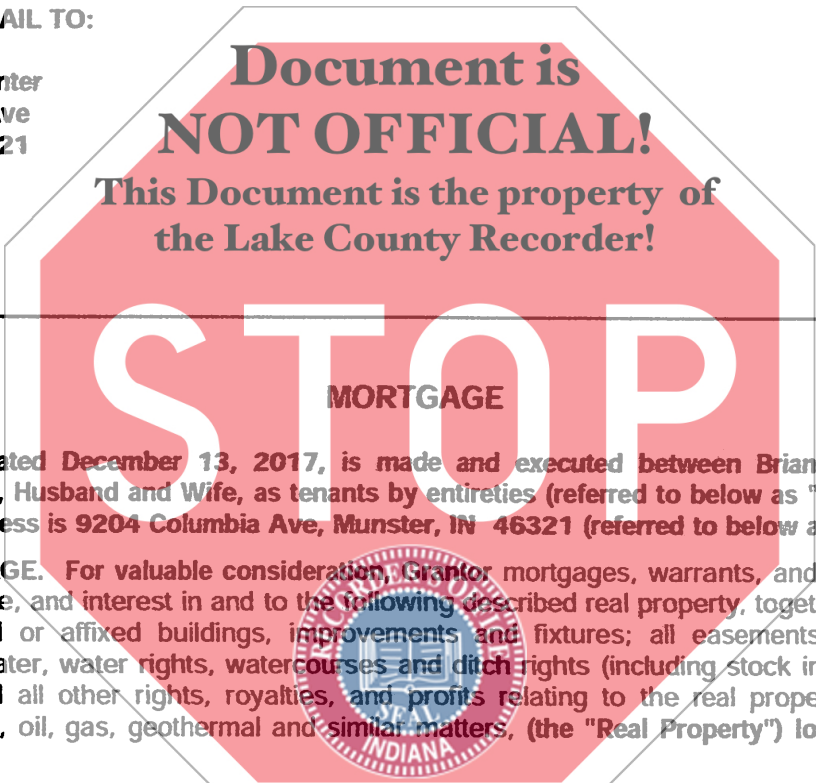 AIL TO:
nter
ve
21
Document is
NOT OFFICIAL!
This Document is the property of
the Lake County Recorder!
STOP
MORTGAGE
ated December 13, 2017, is made and executed between Brian
, Husband and Wife, as tenants by entireties (referred to below as "
ess is 9204 Columbia Ave, Munster, IN 46321 (referred to below a
GE. For valuable consideration, Grantor mortgages, warrants, and
e, and interest in and to the following described real property, toget
or affixed buildings, improvements and fixtures; all easements
ater, water rights, watercourses and ditch rights (including stock in
all other rights, royalties, and profits relating to the real prope
, oil, gas, geothermal and similar matters, (the "Real Property") lo
SEAL
INDIANA